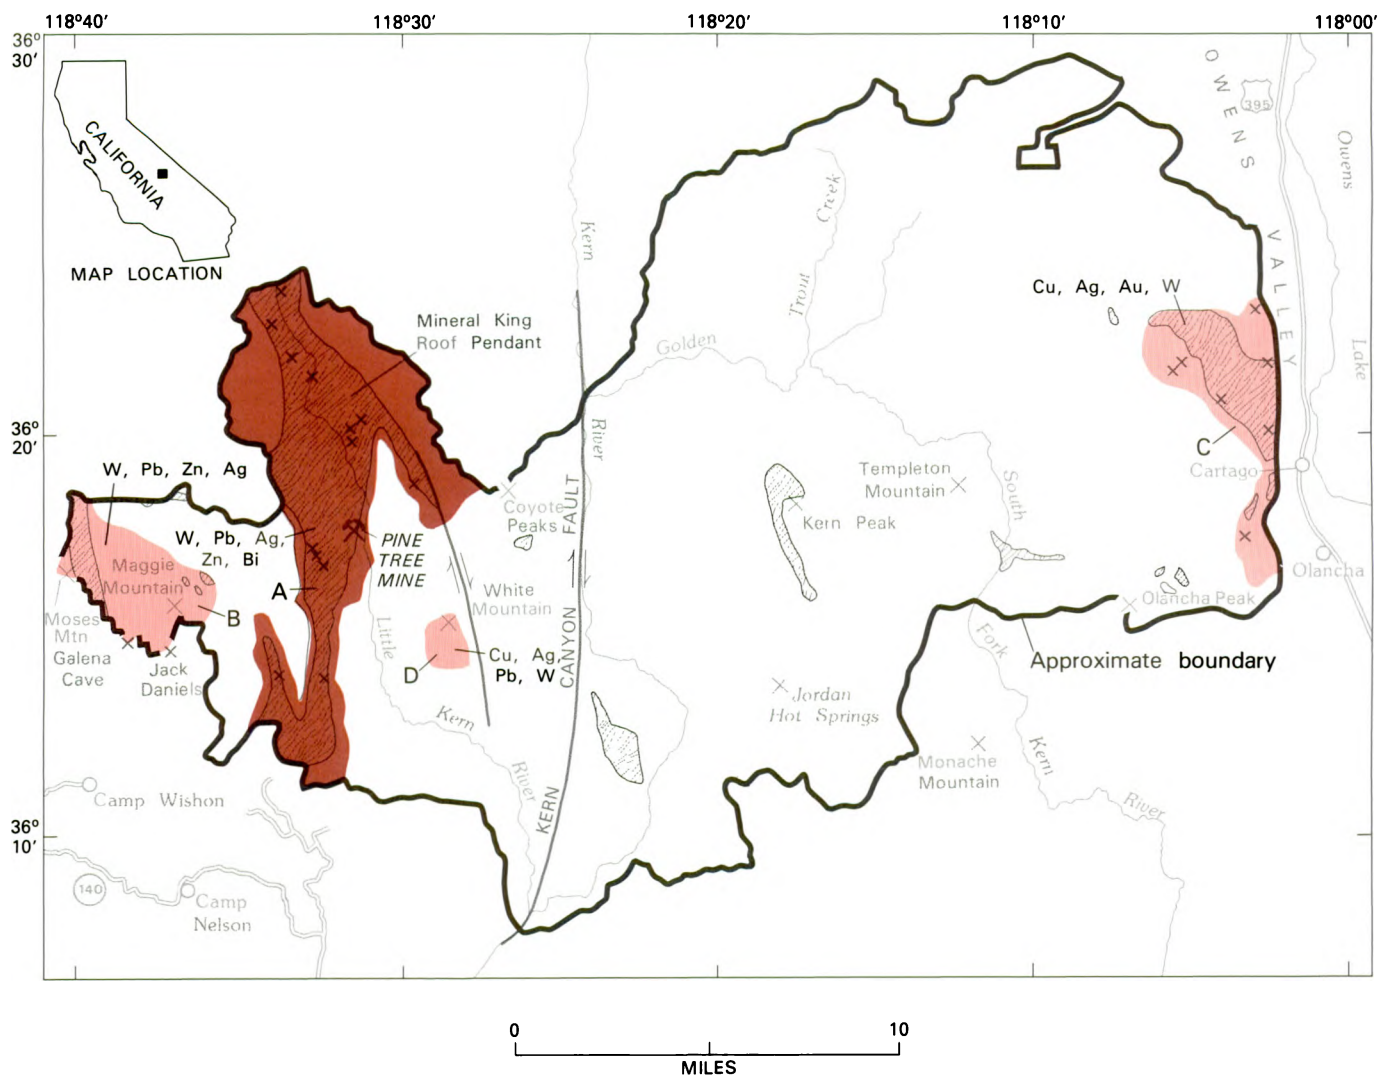 118°40'
118°30'
118°20'
118°10'
118°00'
36°
30'
CALIFORNIA
MAP LOCATION
OWENS
VALLEY
395
Owens
Lake
Kern
River
Trout
Creek
Golden
Mineral King
Roof Pendant
Cu, Ag, Au, W
36°
20'
C
Cartago
W, Pb, Zn, Ag
Templeton
Mountain
South
Fork
Kern
River
Coyote
Peaks
Kern Peak
W, Pb, Ag,
Zn, Bi
PINE
TREE
MINE
Maggie
Mountain
A
B
White
Mountain
Olancha
Olancha Peak
Moses
Mtn
Galena
Cave
Jack
Daniels
Little
Kern
River
D
Cu, Ag,
Pb, W
KERN
CANYON
FAULT
Approximate boundary
Jordan
Hot Springs
Monache
Mountain
36°
10'
Camp Wishon
140
Camp
Nelson
0
10
MILES